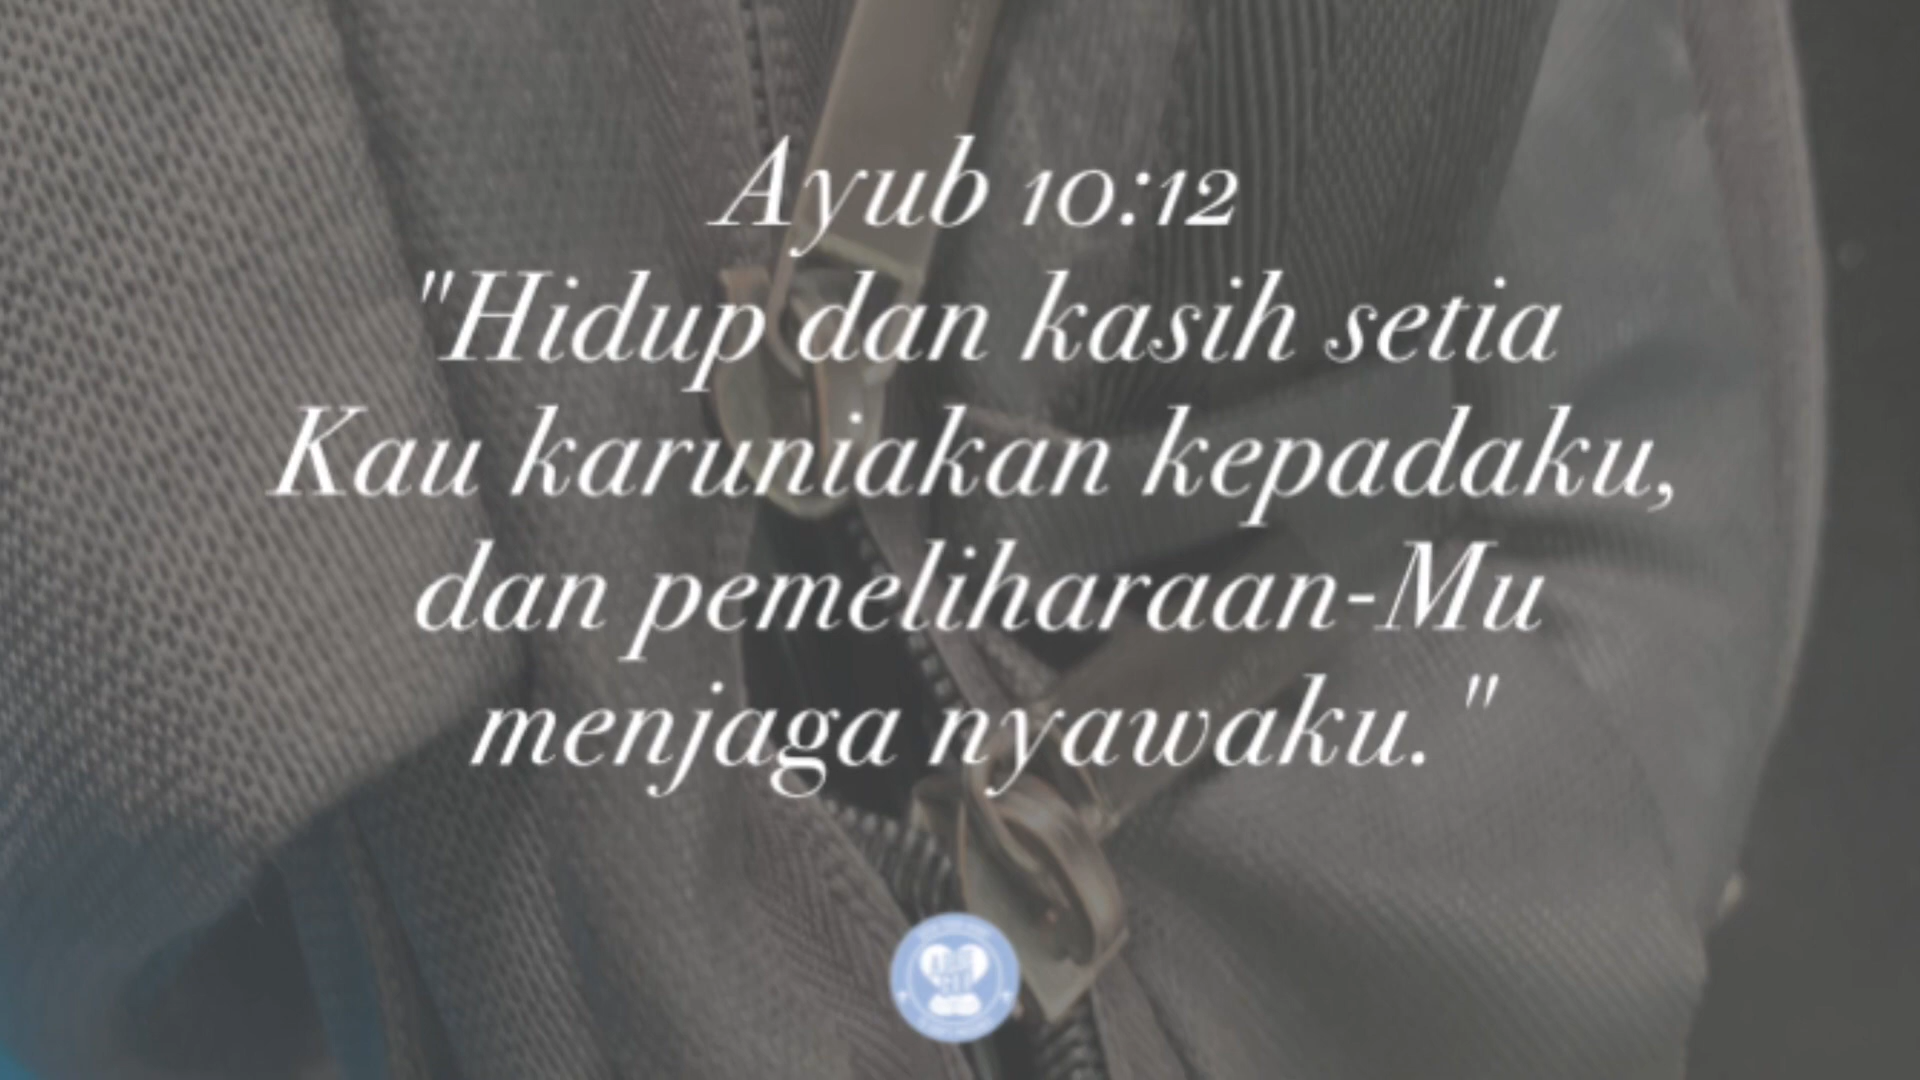 Ayub 10:12
"Hidup dan kasih setia
Kau karuniakan kepadaku,
dan pemeliharaan-Mu
menjaga nyawaku."